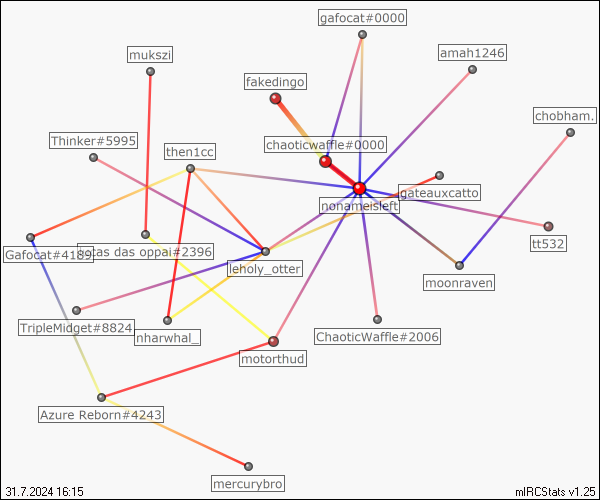 gafocat#0000
mukszi
amah1246
fakedingo
chobham.
Thinker#5995
then1cc
chaoticwaffle#0000
gateauxcatto
nonameisleft
Gafocat#4189
cas das oppai#2396
leholy_otter
tt532
moonraven
TripleMidget#8824
nharwhal_
ChaoticWaffle#2006
motorthud
Azure Reborn#4243
mercurybro
31.7.2024 16:15
mIRCStats v1.25